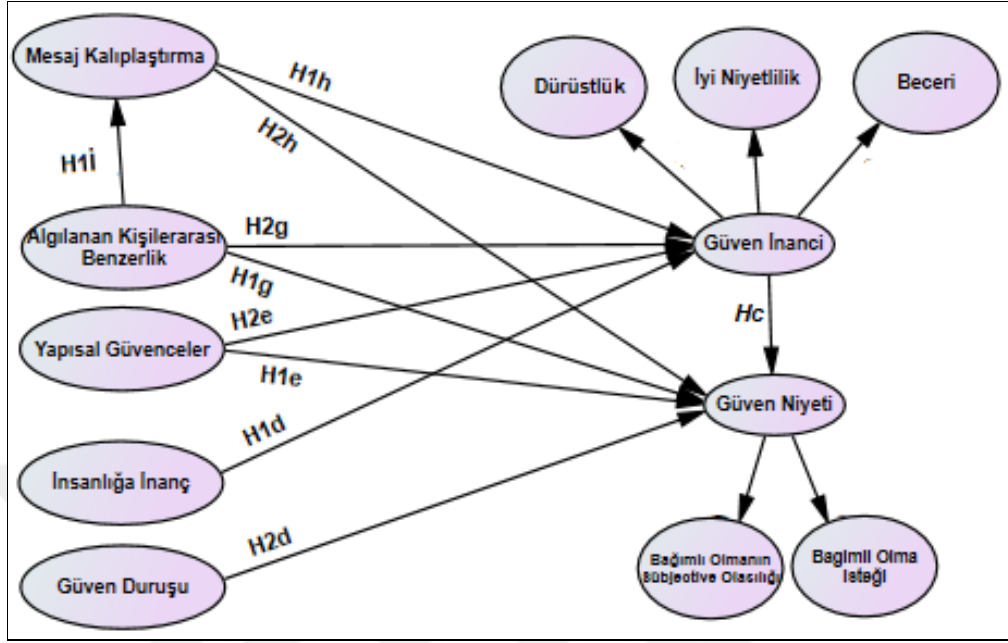 Mesaj Kalıplaştırma
H1h
H2h
Dürüstlük
İyi Niyetlilik
Beceri
H1İ
Algılanan Kişilerarası
Benzerlik
H2g
H1g
Güven İnanci
H2e
Yapısal Güvenceler
H1e
Hc
Güven Niyeti
H1d
İnsanlığa İnanç
H2d
Güven Duruşu
Bağımlı Olmanın
Sübjective Olasılığı
Bagimli Olma
Isteği